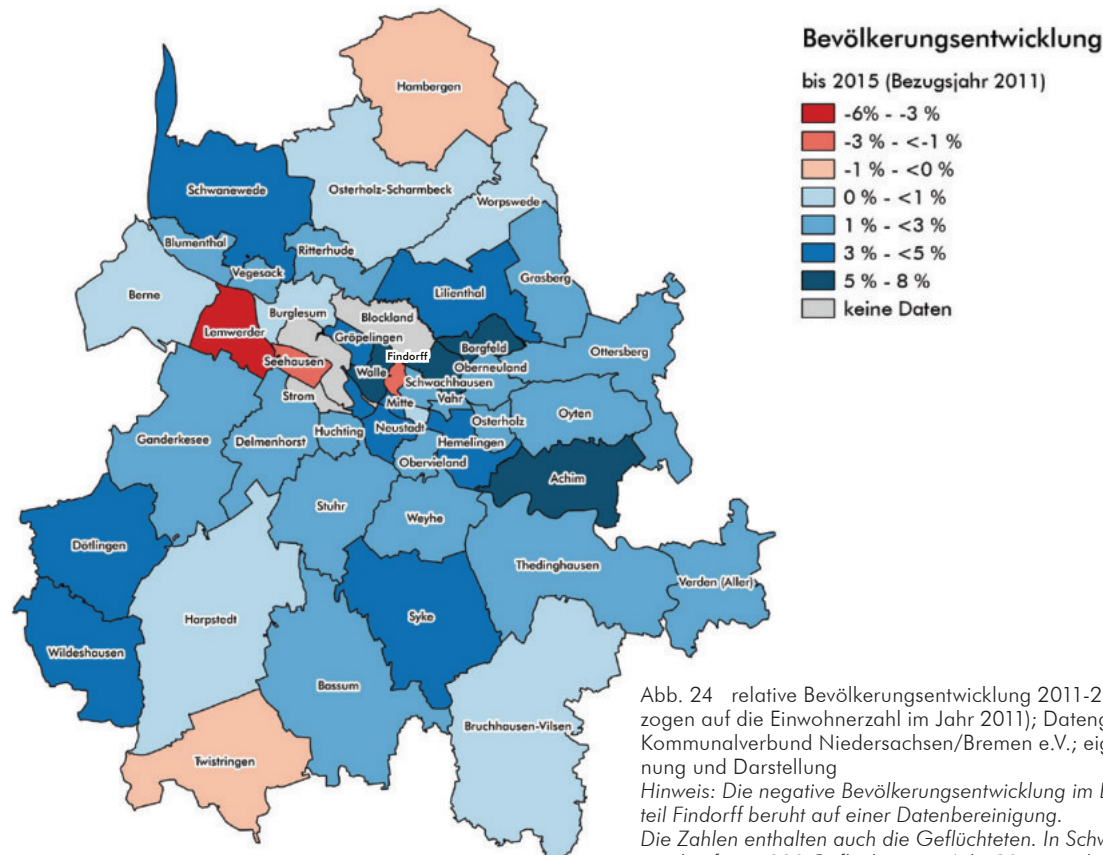 Bevölkerungsentwicklung
bis 2015 (Bezugsjahr 2011)
-6% - -3 %
-3 % - <-1 %
-1 % - <0 %
0 % - <1 %
1 % - <3 %
3 % - <5 %
5 % - 8 %
keine Daten
Hambergen
Schwanewede
Osterholz-Scharmbeck
Worpswede
Blumenthal
Ritterhude
Vegesack
Grasberg
Berne
Lilienthal
Burglesum
Blockland
Lemwerder
Gröpelingen
Borgfeld
Ottersberg
Seehausen
Findorff
Oberneuland
Walle
Schwachhausen
Strom
Mitte
Vahr
Oyten
Ganderkesee
Delmenhorst
Huchting
Neustadt
Osterholz
Hemelingen
Obervieland
Achim
Stuhr
Weyhe
Dötlingen
Thedinghausen
Verden (Aller)
Harpstedt
Syke
Wildeshausen
Bassum
Bruchhausen-Vilsen
Twistringen
Abb. 24 relative Bevölkerungsentwicklung 2011-2
zogen auf die Einwohnerzahl im Jahr 2011); Dateng
Kommunalverbund Niedersachsen/Bremen e.V.; eig
nung und Darstellung
Hinweis: Die negative Bevölkerungsentwicklung im
teil Findorff beruht auf einer Datenbereinigung.
Die Zahlen enthalten auch die Geflüchteten. In Schw